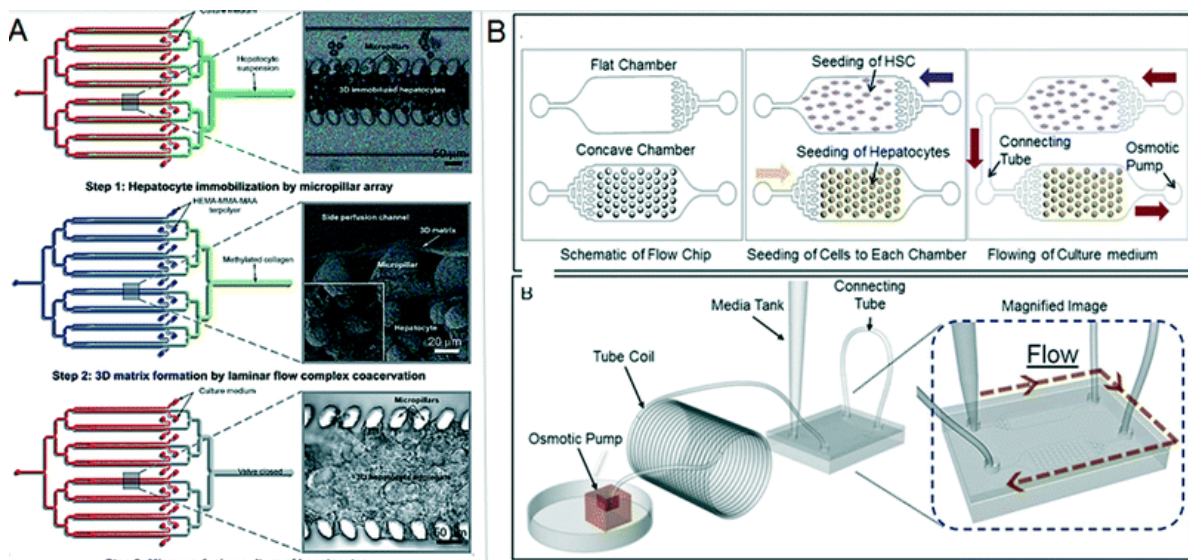 A
Culture medium
Hepatocyte
suspension
Micropillars
3D immobilized hepatocytes
50 μm
Step 1: Hepatocyte immobilization by micropillar array
HEMA-MMA-MAA
terpolyer
Methylated collagen
Side perfusion channel
3D matrix
Micropillar
Hepatocyte
20 μm
Step 2: 3D matrix formation by laminar flow complex coacervation
Culture medium
Valve closed
Micropillars
3D hepatocyte aggregate
50 μm
B
Flat Chamber
Concave Chamber
Schematic of Flow Chip
Seeding of HSC
Seeding of Hepatocytes
Seeding of Cells to Each Chamber
Connecting
Tube
Osmotic
Pump
Flowing of Culture medium
B
Media Tank
Connecting
Tube
Tube Coil
Osmotic Pump
Magnified Image
Flow